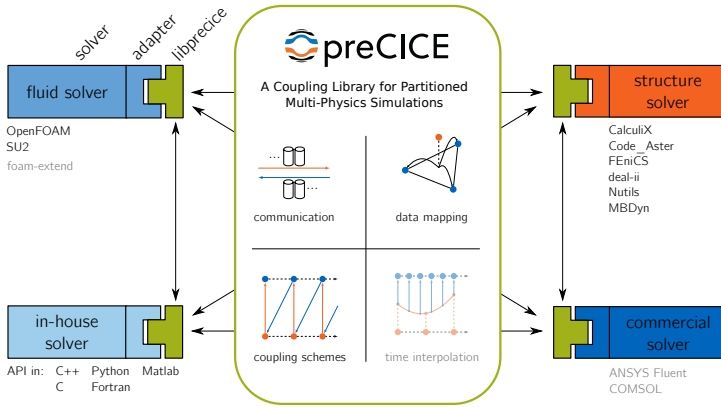 solver
adapter
libprecice
fluid solver
OpenFOAM
SU2
foam-extend
preCICE
A Coupling Library for Partitioned
Multi-Physics Simulations
...
...
communication
data mapping
coupling schemes
time interpolation
structure
solver
CalculiX
Code_Aster
FEniCS
deal-ii
Nutils
MBDyn
in-house
solver
API in: C++ Python Matlab
C Fortran
commercial
solver
ANSYS Fluent
COMSOL